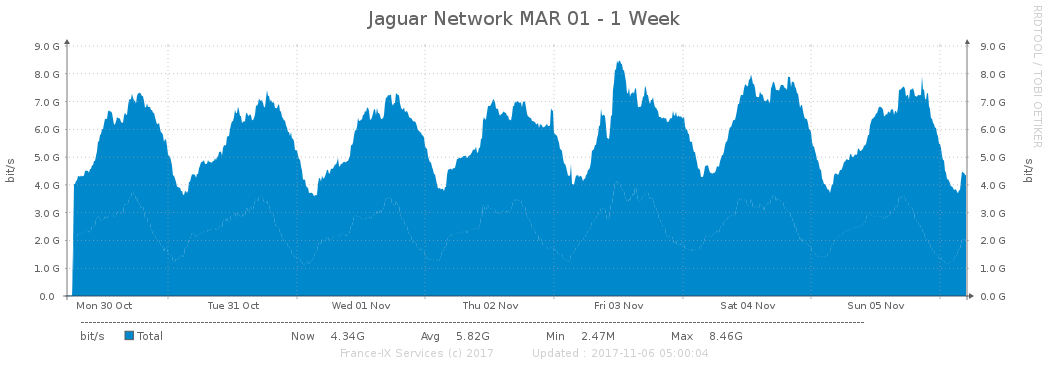 Jaguar Network MAR 01 - 1 Week
RRDTOOL / TOBI OETIKER
bit/s
9.0 G 9.0 G
8.0 G 8.0 G
7.0 G 7.0 G
6.0 G 6.0 G
5.0 G 5.0 G
4.0 G 4.0 G
3.0 G 3.0 G
2.0 G 2.0 G
1.0 G 1.0 G
0.0 0.0 G
bit/s
Mon 30 Oct Tue 31 Oct Wed 01 Nov Thu 02 Nov Fri 03 Nov Sat 04 Nov Sun 05 Nov
bit/s Total Now 4.34G Avg 5.82G Min 2.47M Max 8.46G
France-IX Services (c) 2017 Updated : 2017-11-06 05:00:04